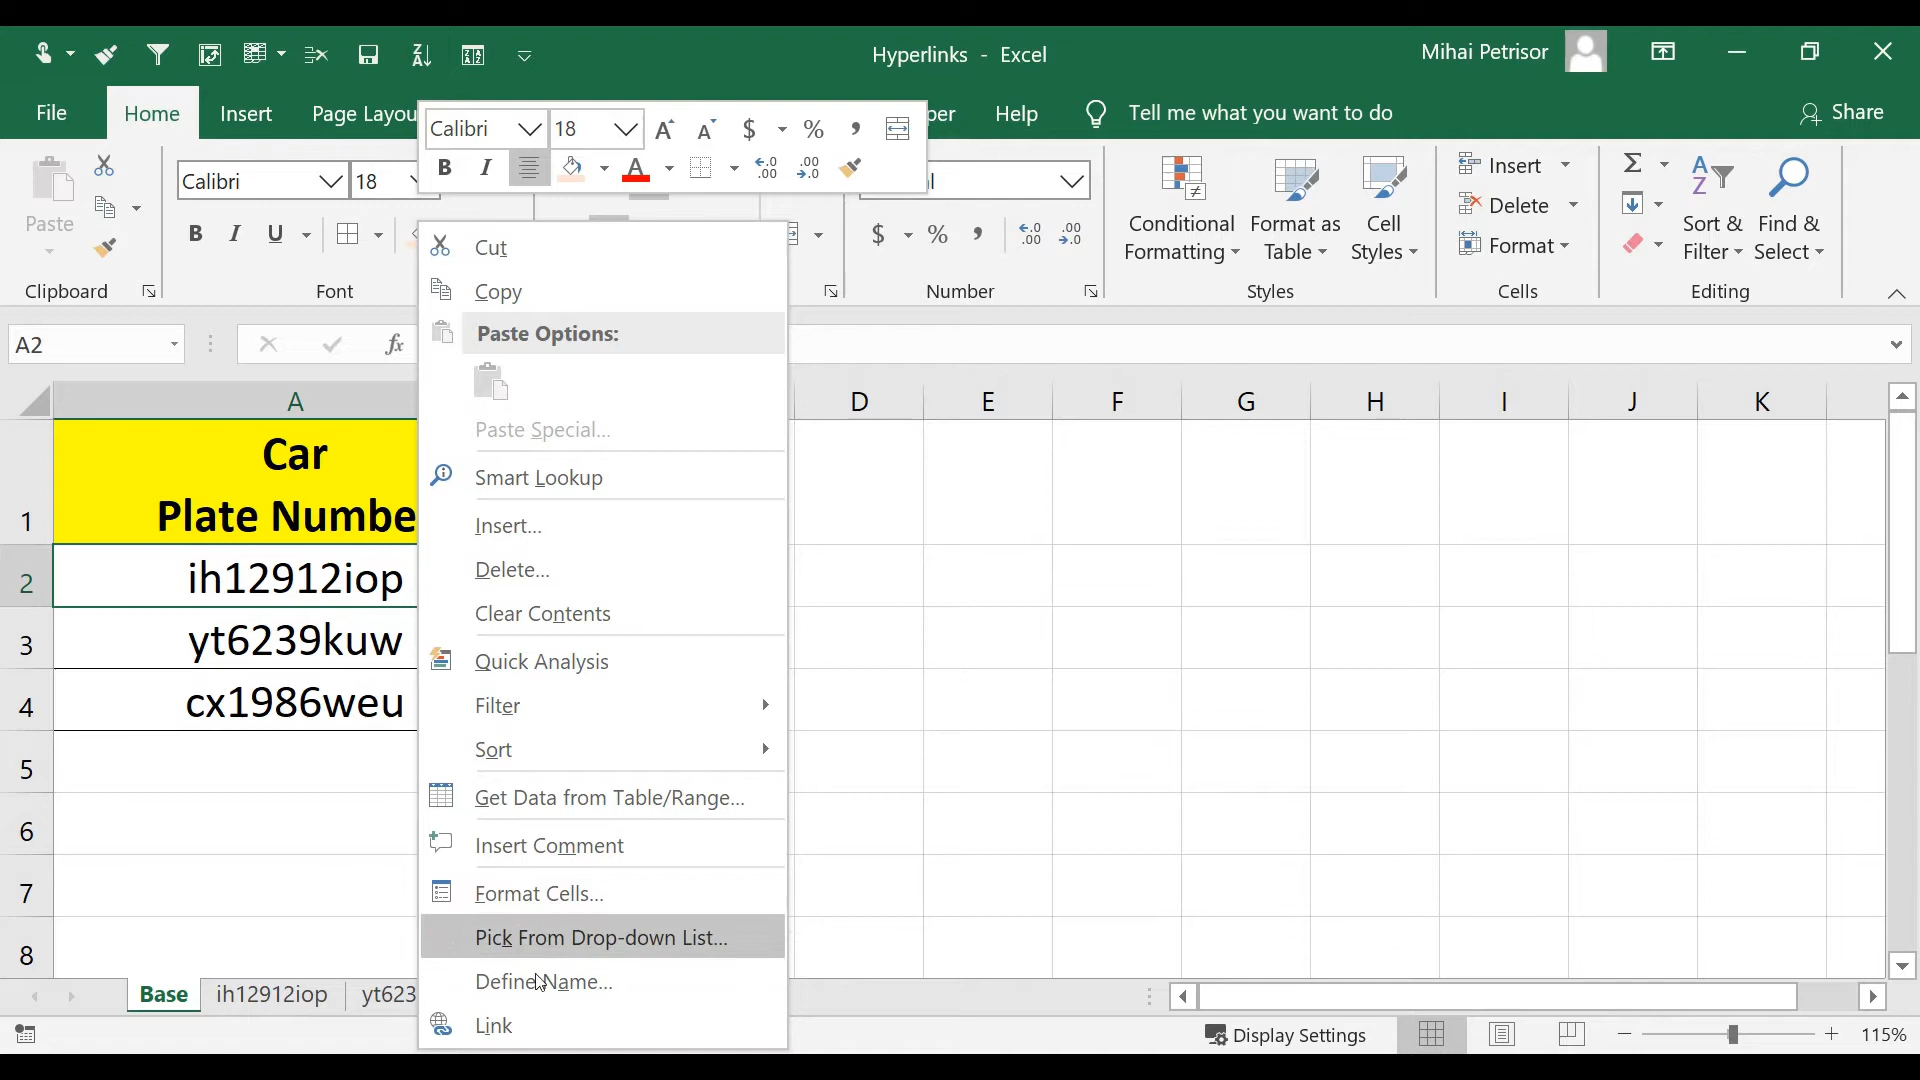 Hyperlinks - Excel
Mihai Petrisor
File Home Insert Page Layou
per Help Tell me what you want to do Share
Calibri 18 $ % ,
B I A .00 .00
Paste
Calibri 18
B I U
$ % , .00 .00
Conditional Formatting
Format as Table
Cell Styles
Insert
Delete
Format
Sort & Filter
Find & Select
Clipboard Font Number Styles Cells Editing
A2 fx
A D E F G H I J K
1 Car
Plate Numbe
2 ih12912iop
3 yt6239kuw
4 cx1986weu
5
6
7
8
Cut
Copy
Paste Options:
Paste Special...
Smart Lookup
Insert...
Delete...
Clear Contents
Quick Analysis
Filter
Sort
Get Data from Table/Range...
Insert Comment
Format Cells...
Pick From Drop-down List...
Define Name...
Link
Base ih12912iop yt623
Display Settings 115%